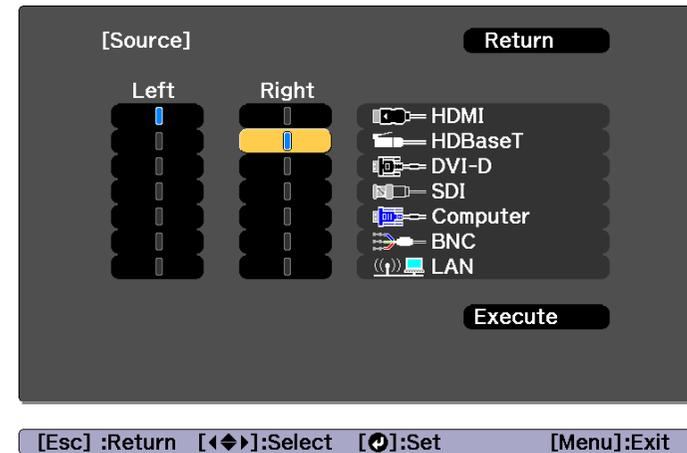 [Source]
Return
Left Right
HDMI
HDBaseT
DVI-D
SDI
Computer
BNC
LAN
Execute
[Esc] :Return [ ]:Select [ ]:Set [Menu]:Exit